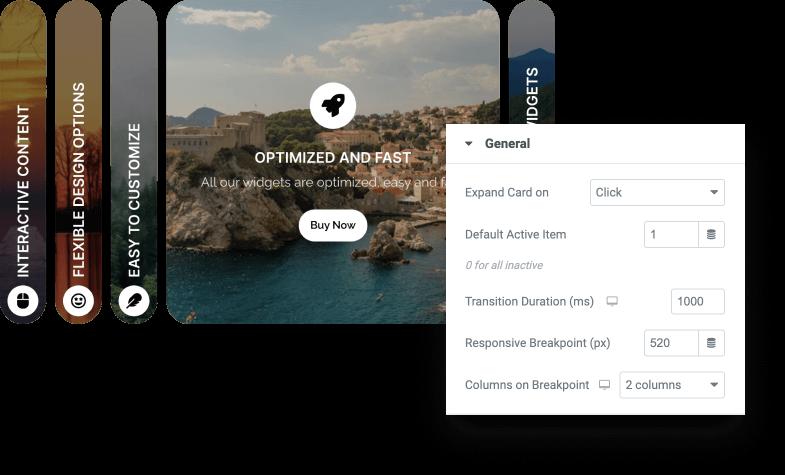 INTERACTIVE CONTENT
FLEXIBLE DESIGN OPTIONS
EASY TO CUSTOMIZE
OPTIMIZED AND FAST
All our widgets are optimized, easy and
Buy Now
General
Expand Card on
Click
Default Active Item
1
0 for all inactive
Transition Duration (ms)
1000
Responsive Breakpoint (px)
520
Columns on Breakpoint
2 columns